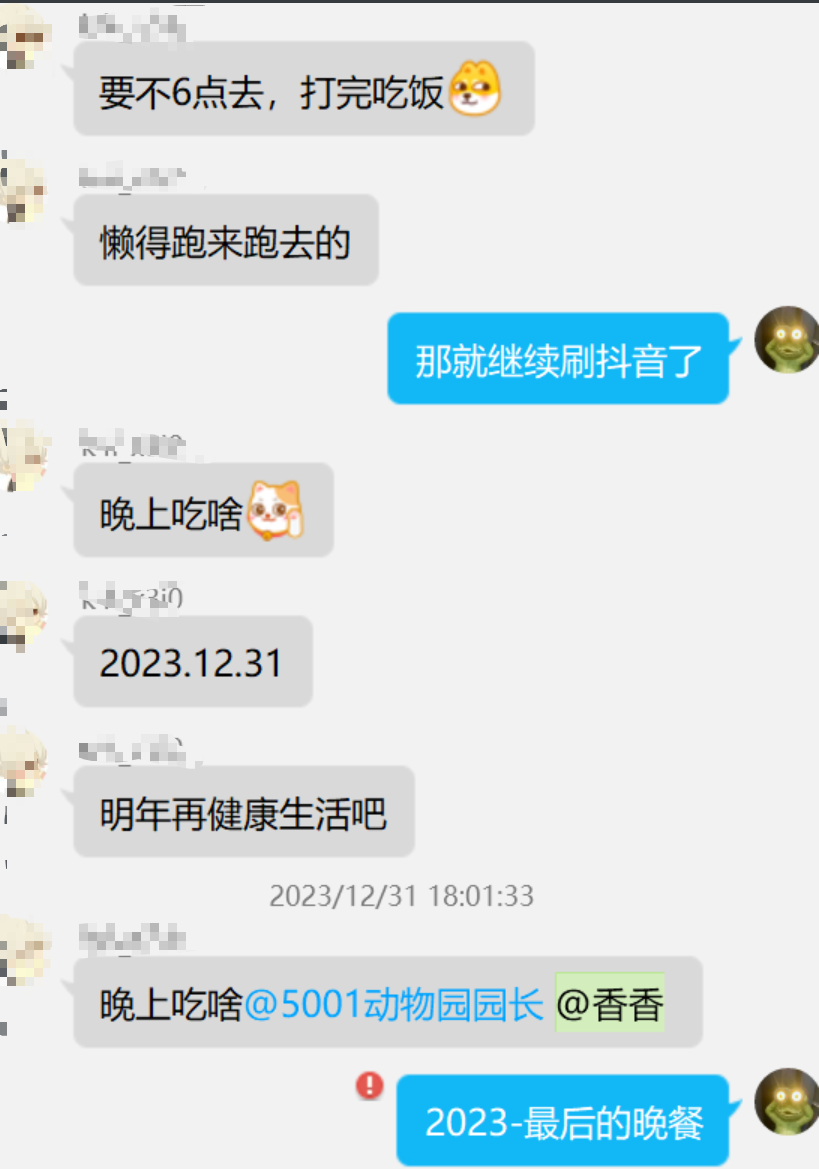 要不6点去，打完吃饭
懒得跑来跑去的
那就继续刷抖音了
晚上吃啥
2023.12.31
明年再健康生活吧
2023/12/31 18:01:33
晚上吃啥@5001动物园园长 @香香
2023-最后的晚餐